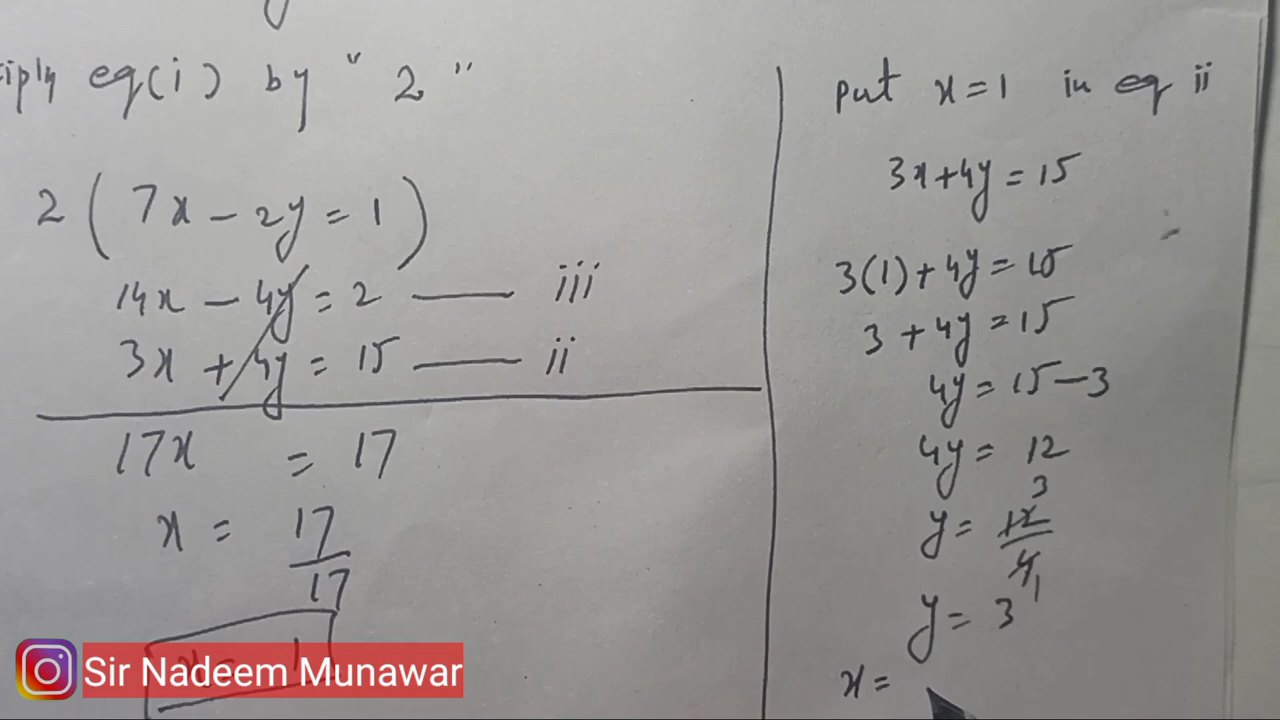 eq(i) by "2"
2(7x - 2y = 1)
14x - 4y = 2 —— iii
3x + 4y = 15 —— ii
17x = 17
x = 17/17
put x = 1 in eq ii
3x + 4y = 15
3(1) + 4y = 15
3 + 4y = 15
4y = 15 - 3
4y = 12
3
y = 12/4
1
y = 3
x =
Sir Nadeem Munawar